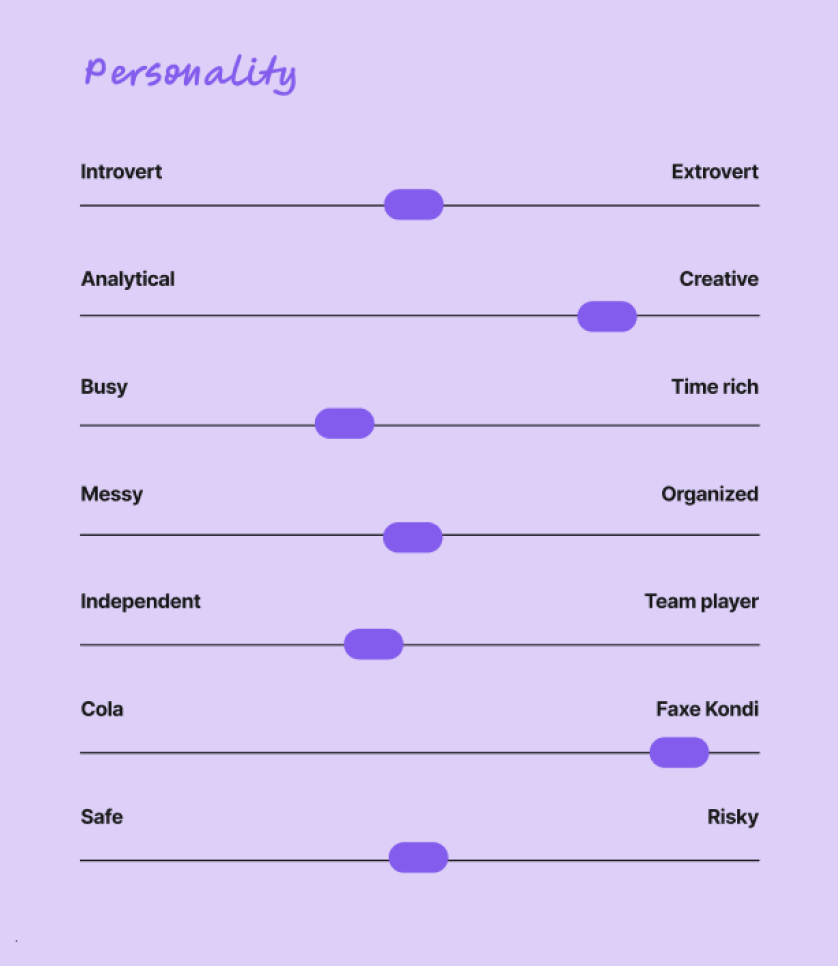 Personality
Introvert Extrovert
Analytical Creative
Busy Time rich
Messy Organized
Independent Team player
Cola Faxe Kondi
Safe Risky